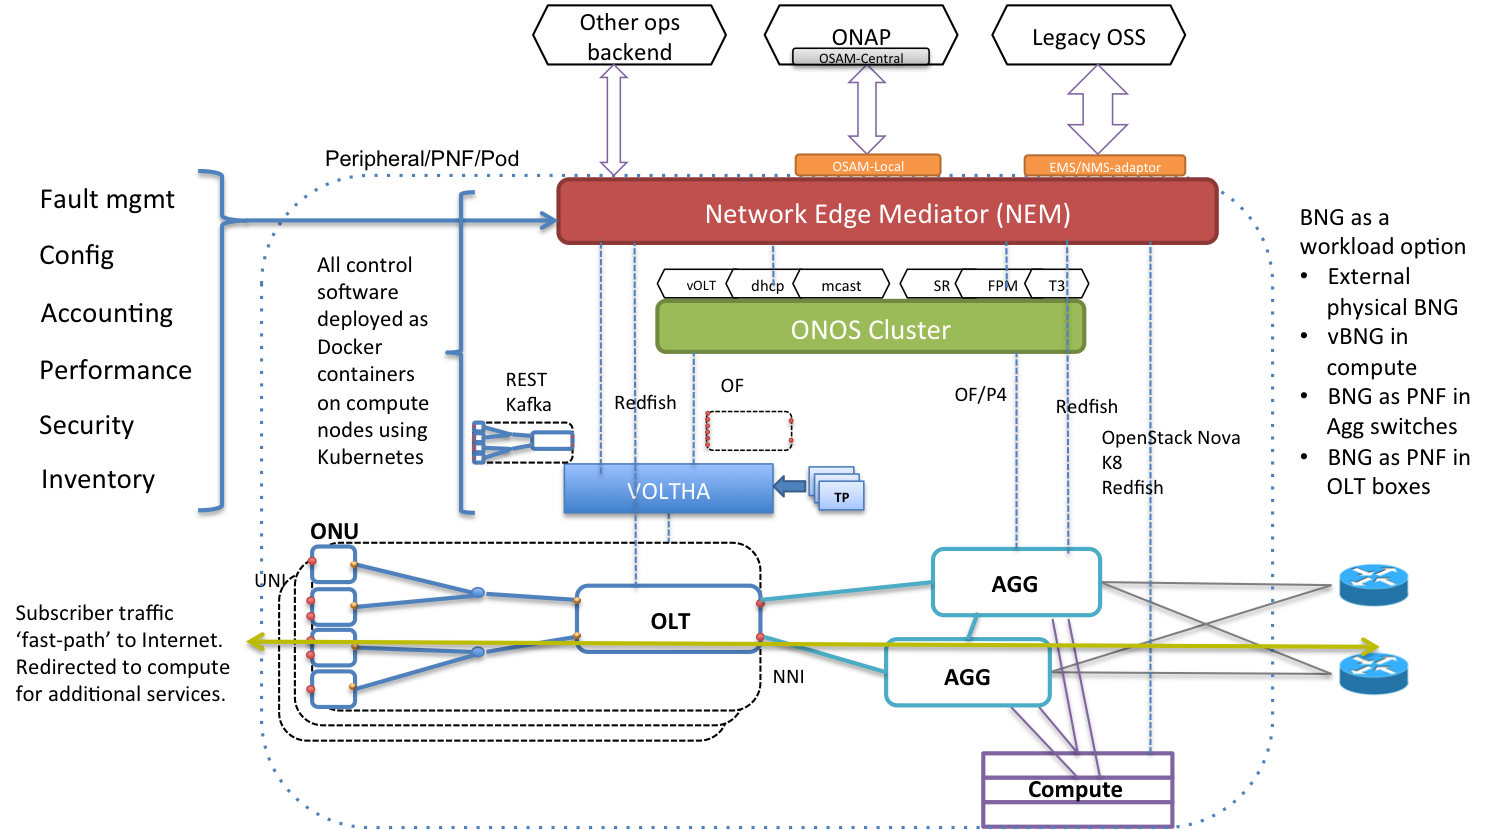 Other ops
backend
ONAP
OSAM-Central
Legacy OSS
Peripheral/PNF/Pod
OSAM-Local
EMS/NMS-adaptor
Network Edge Mediator (NEM)
Fault mgmt
Config
Accounting
Performance
Security
Inventory
All control
software
deployed as
Docker
containers
on compute
nodes using
Kubernetes
vOLT
dhcp
mcast
SR
FPM
T3
ONOS Cluster
REST
Kafka
Redfish
OF
OF/P4
Redfish
OpenStack Nova
K8
Redfish
VOLTHA
TP
BNG as a
workload option
• External
physical BNG
• vBNG in
compute
• BNG as PNF in
Agg switches
• BNG as PNF in
OLT boxes
ONU
UNI
OLT
NNI
AGG
AGG
Compute
Subscriber traffic
‘fast-path’ to Internet.
Redirected to compute
for additional services.